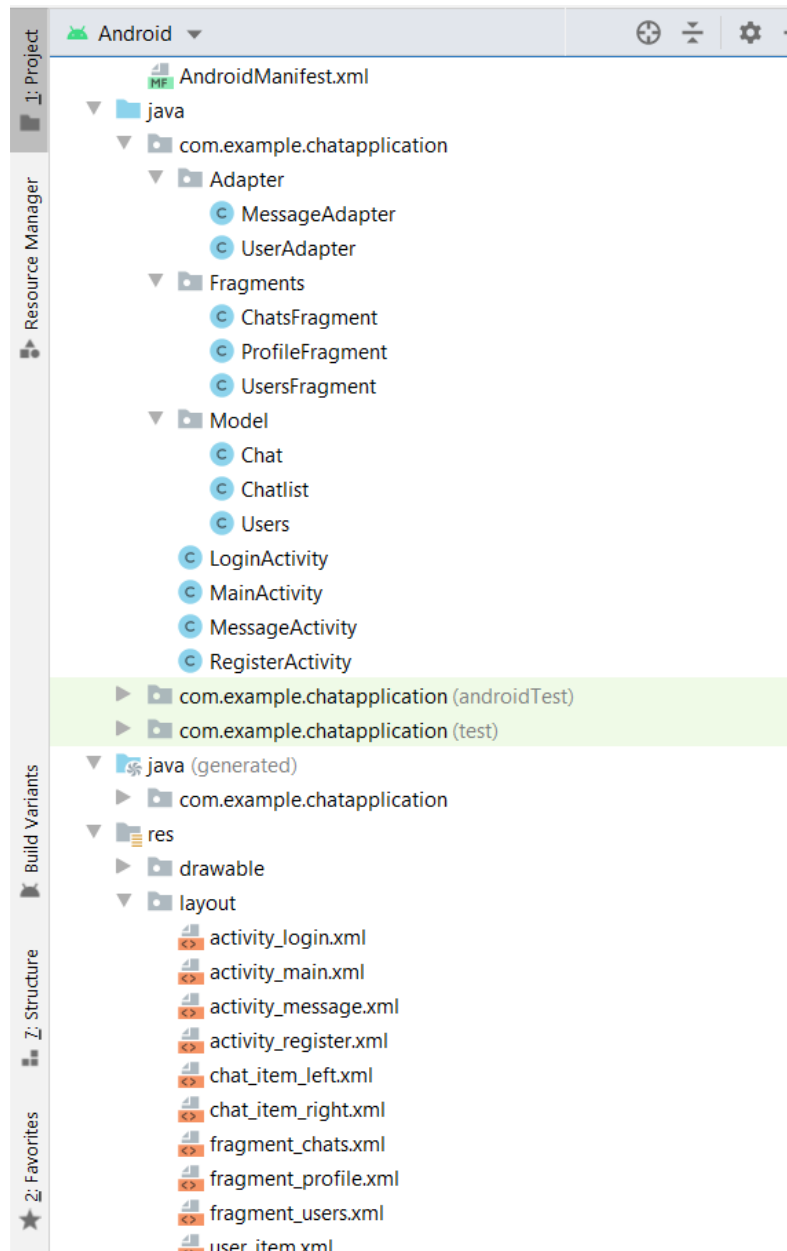 1: Project
Resource Manager
Build Variants
7: Structure
2: Favorites
Android
AndroidManifest.xml
java
com.example.chatapplication
Adapter
MessageAdapter
UserAdapter
Fragments
ChatsFragment
ProfileFragment
UsersFragment
Model
Chat
Chatlist
Users
LoginActivity
MainActivity
MessageActivity
RegisterActivity
com.example.chatapplication (androidTest)
com.example.chatapplication (test)
java (generated)
com.example.chatapplication
res
drawable
layout
activity_login.xml
activity_main.xml
activity_message.xml
activity_register.xml
chat_item_left.xml
chat_item_right.xml
fragment_chats.xml
fragment_profile.xml
fragment_users.xml
user_item.xml